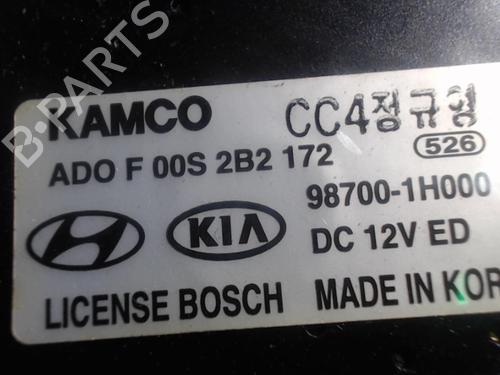 KAMCO CC4정규형
ADO F 00S 2B2 172 526
98700-1H000
KIA DC 12V ED
LICENSE BOSCH MADE IN KOR
B-PARTS